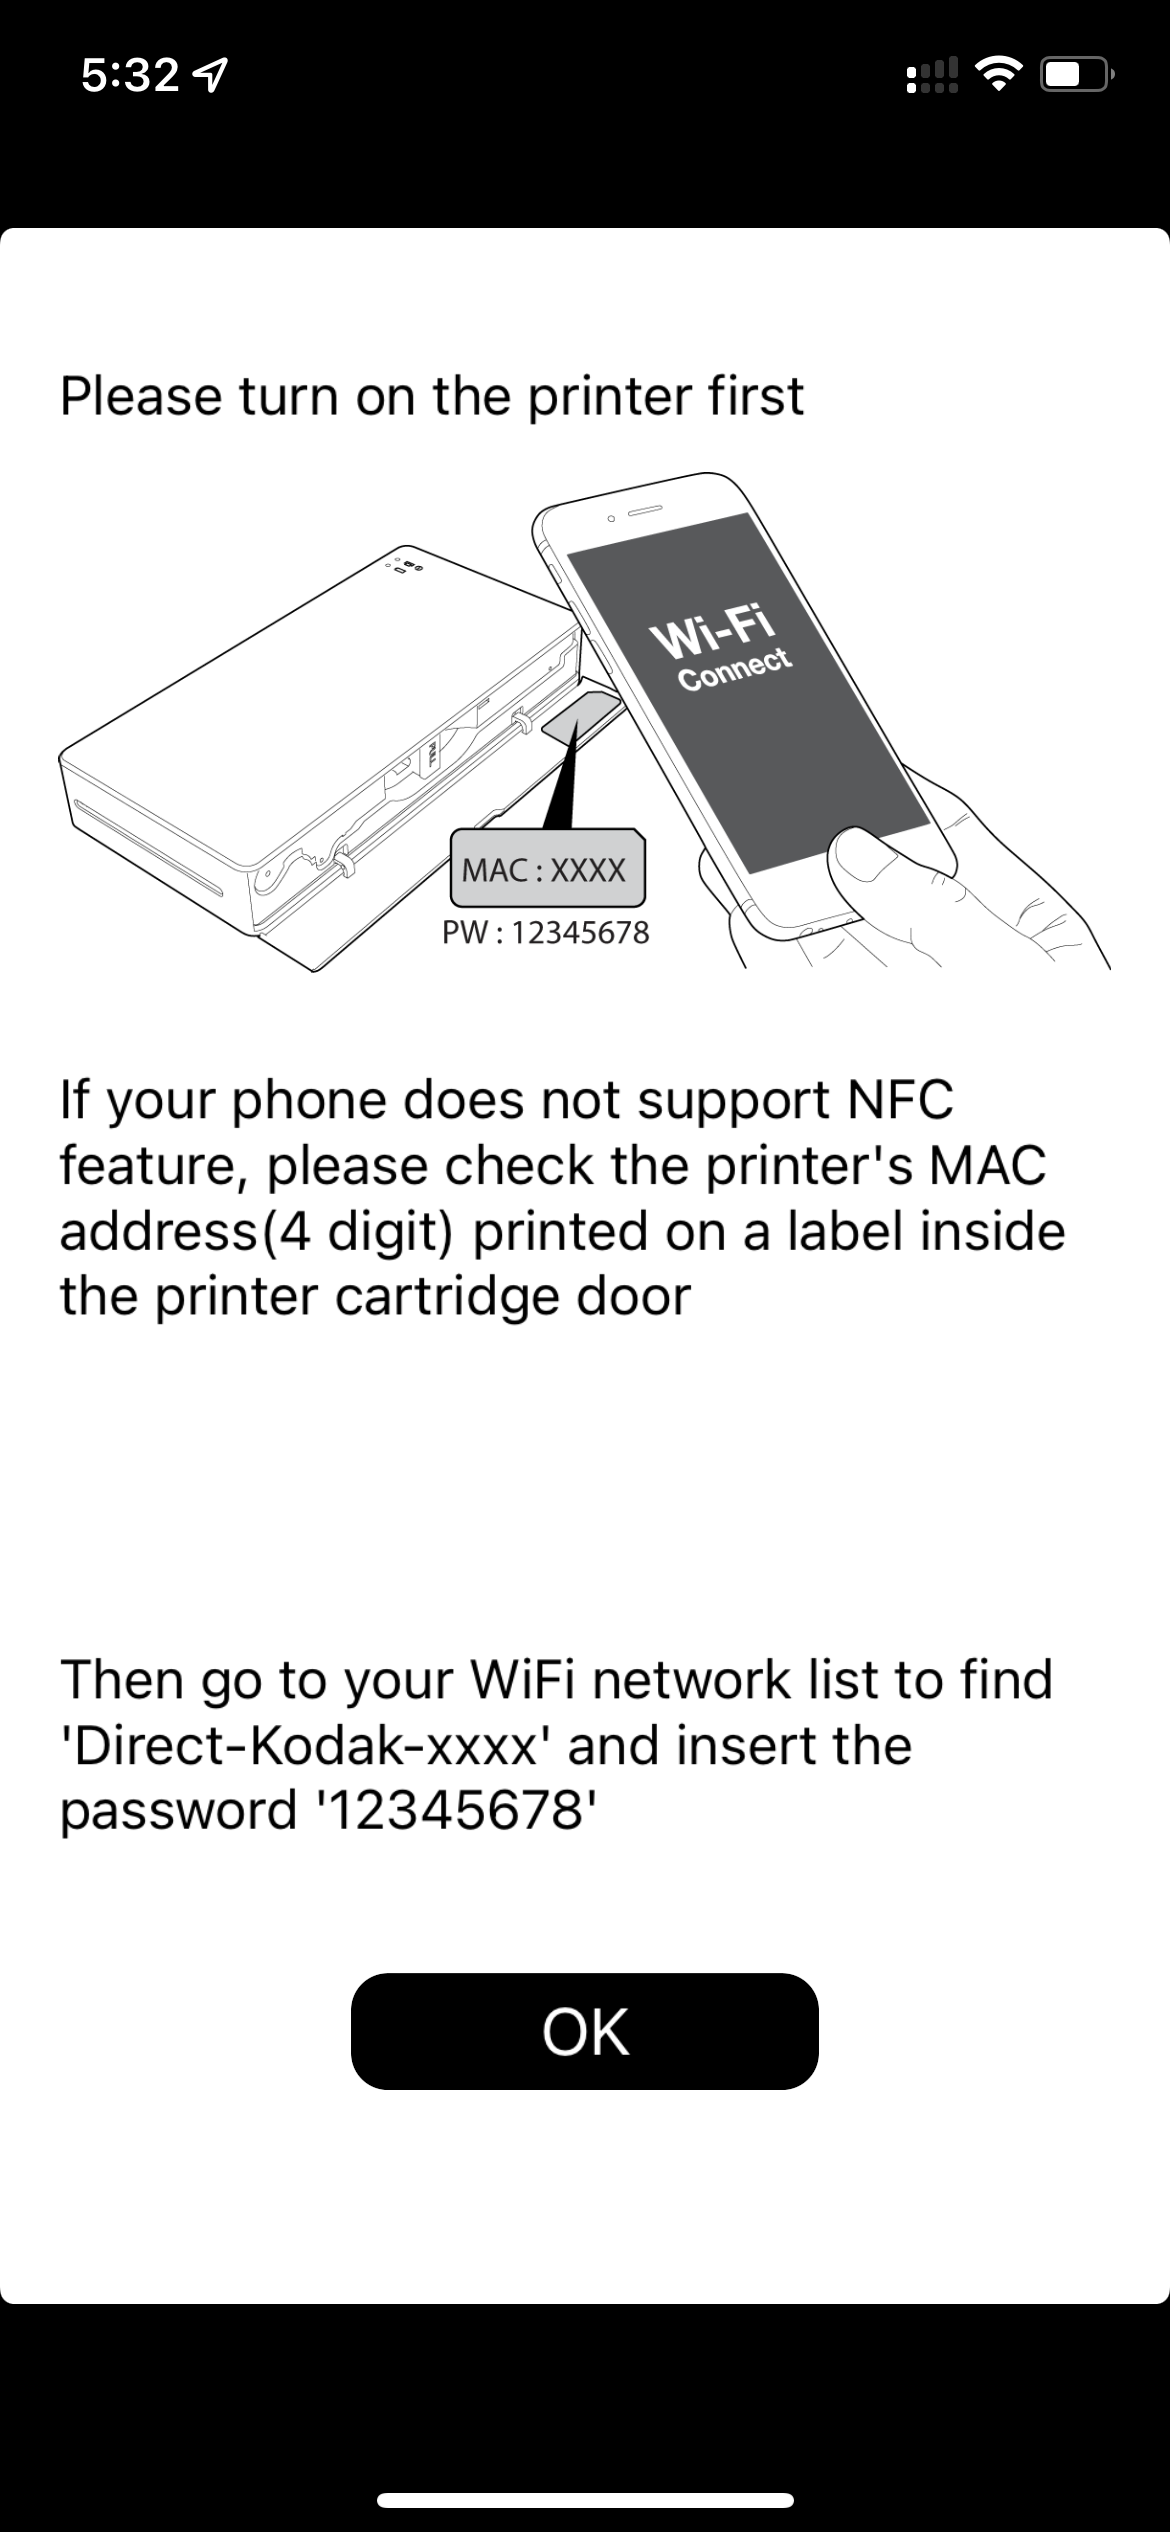 5:32
Please turn on the printer first
Wi-Fi
Connect
MAC : XXXX
PW : 12345678
If your phone does not support NFC
feature, please check the printer's MAC
address(4 digit) printed on a label inside
the printer cartridge door
Then go to your WiFi network list to find
'Direct-Kodak-xxxx' and insert the
password '12345678'
OK